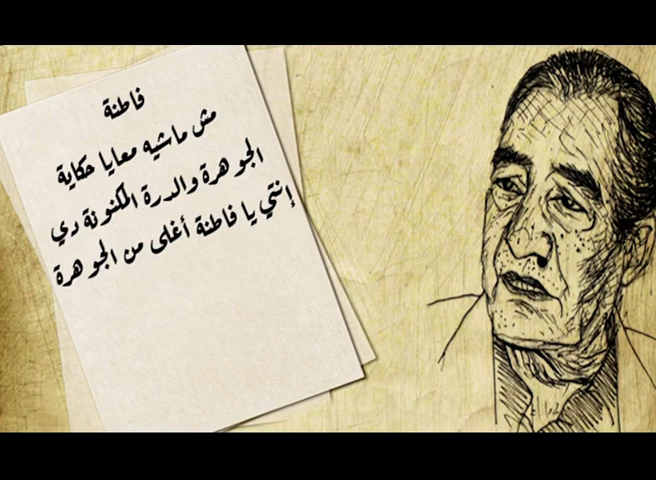 فاطنة
مش ماشيه معايا حكاية
الجوهرة والدرة المكنونة دي
إنتي يا فاطنة أغلى من الجوهرة